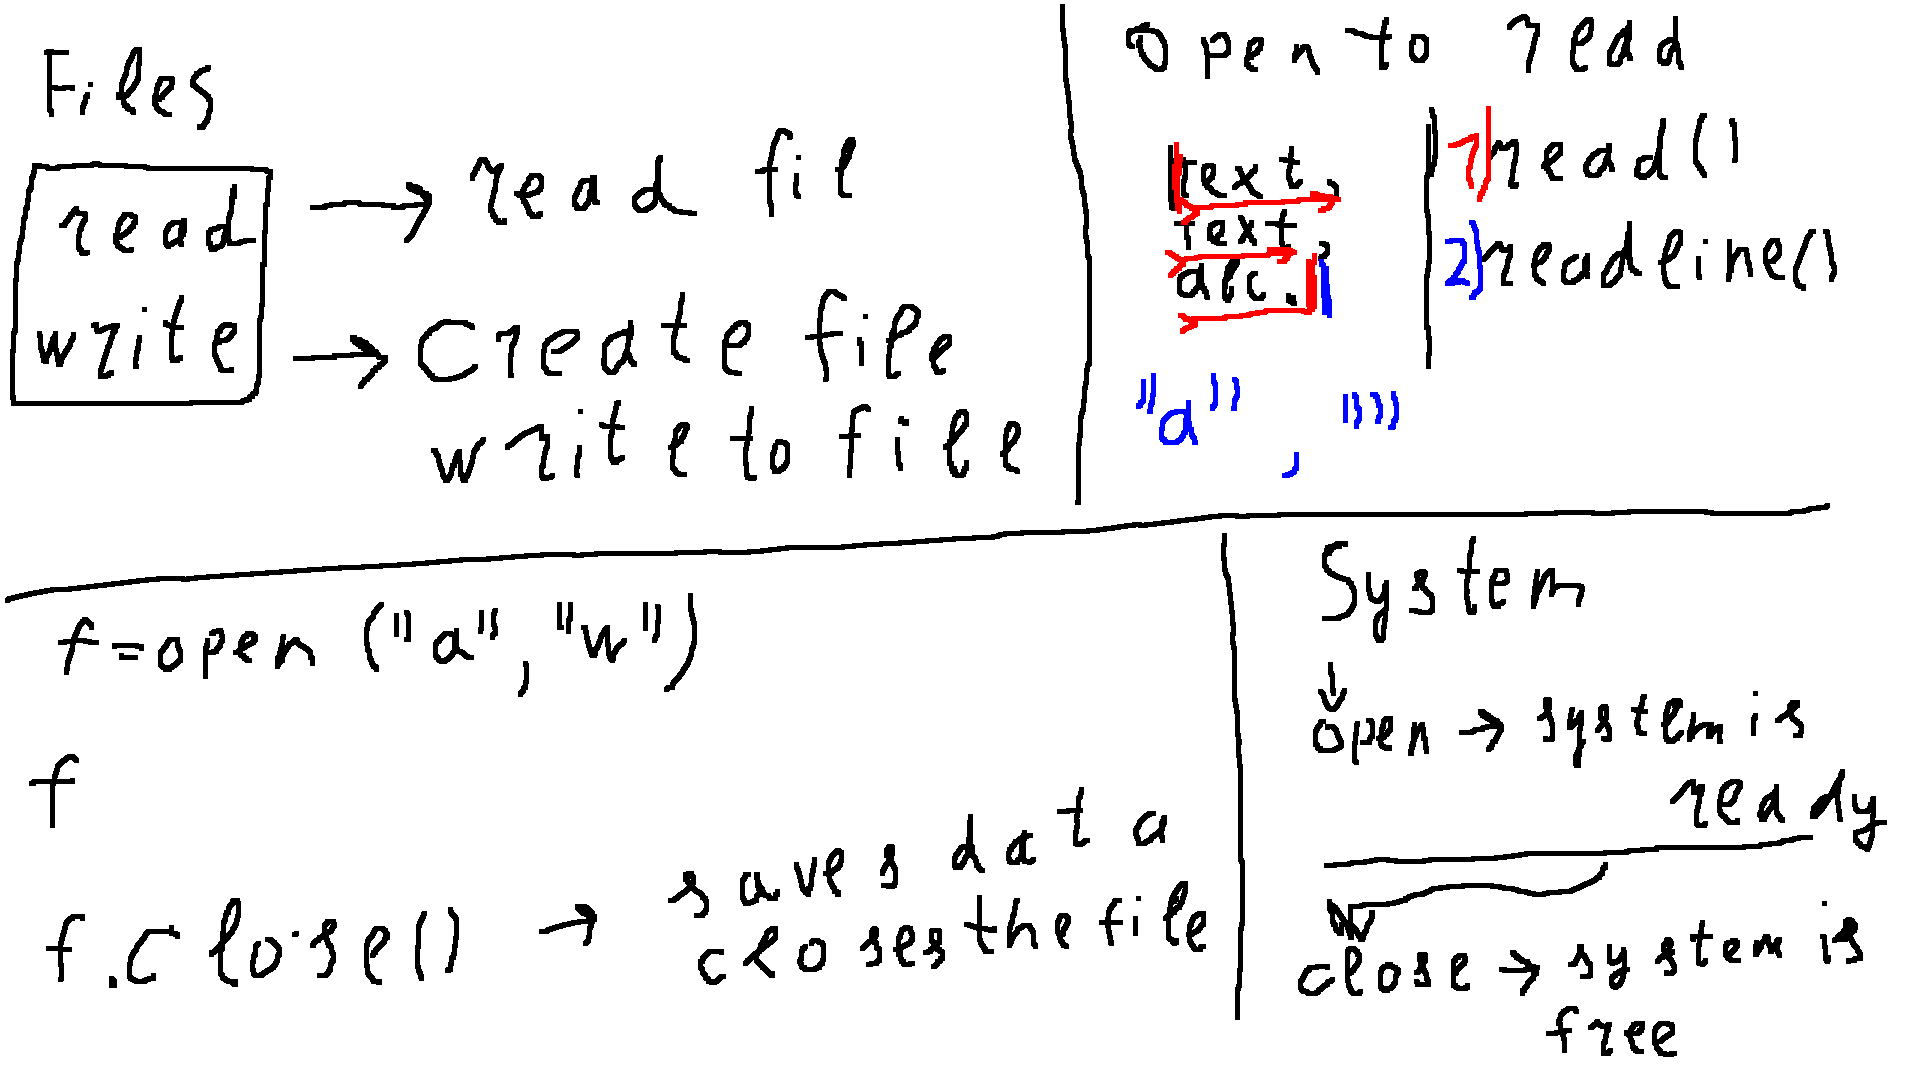 Files
read → read fil
write → Create file
write to file
open to read
text,
text,
abc.
1) read()
2) readline()
"a" , ""
f=open ("a", "w")
f
f.close() → saves data
closes the file
System
↓
open → system is
ready
close → system is
free